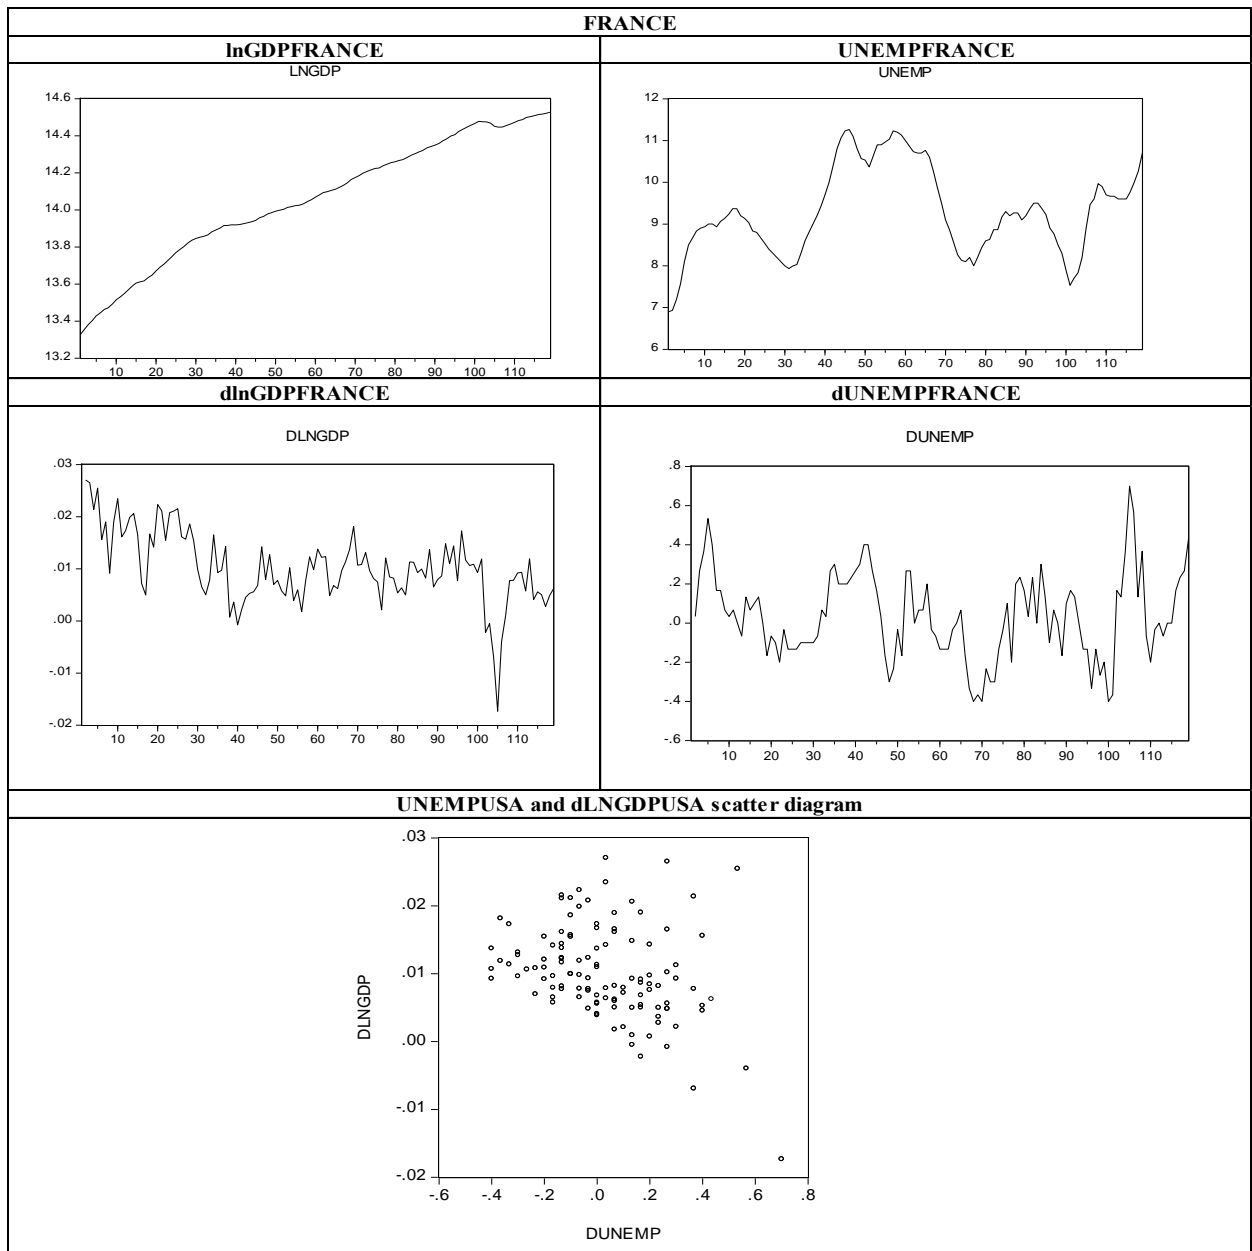 FRANCE
lnGDPFRANCE
UNEMPFRANCE
LNGDP
14.6
14.4
14.2
14.0
13.8
13.6
13.4
13.2
10 20 30 40 50 60 70 80 90 100 110
UNEMP
12
11
10
9
8
7
6
10 20 30 40 50 60 70 80 90 100 110
dlnGDPFRANCE
dUNEMPFRANCE
DLNGDP
.03
.02
.01
.00
-.01
-.02
10 20 30 40 50 60 70 80 90 100 110
DUNEMP
.8
.6
.4
.2
.0
-.2
-.4
-.6
10 20 30 40 50 60 70 80 90 100 110
UNEMPUSA and dLNGDPUSA scatter diagram
.03
.02
.01
.00
-.01
-.02
DLNGDP
-.6 -.4 -.2 .0 .2 .4 .6 .8
DUNEMP